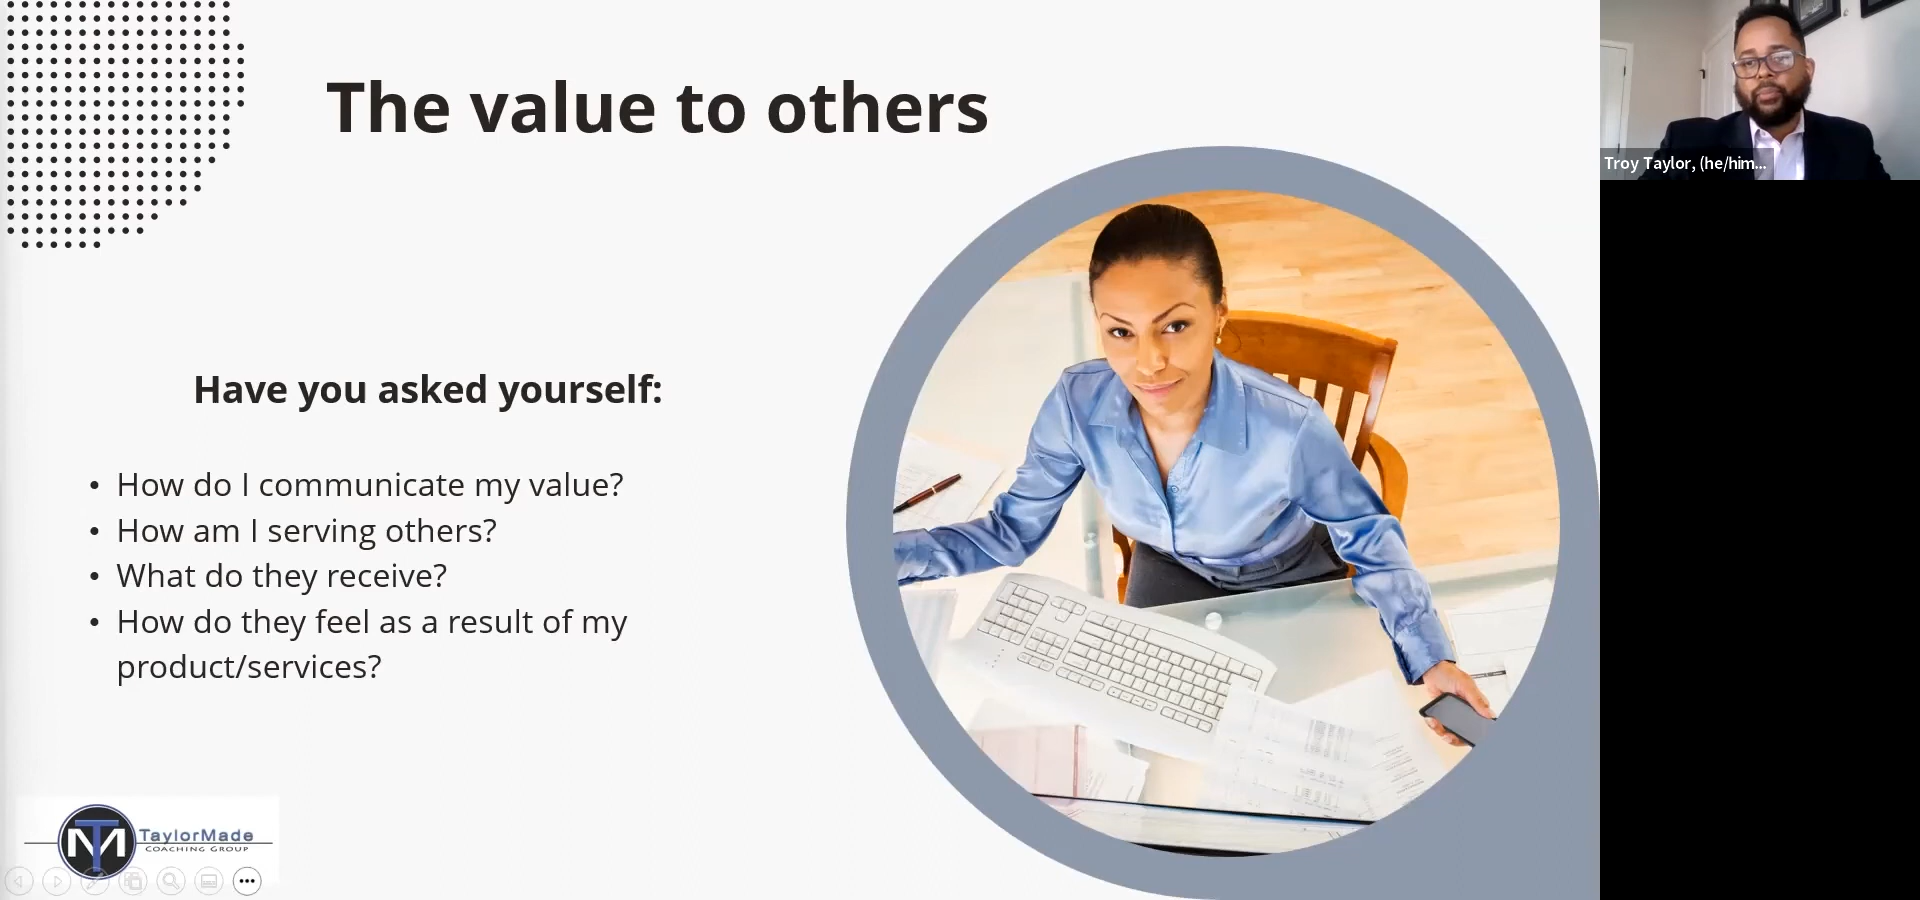 The value to others
Troy Taylor, (he/him...
Have you asked yourself:
• How do I communicate my value?
• How am I serving others?
• What do they receive?
• How do they feel as a result of my
product/services?
TM TaylorMade
COACHING GROUP